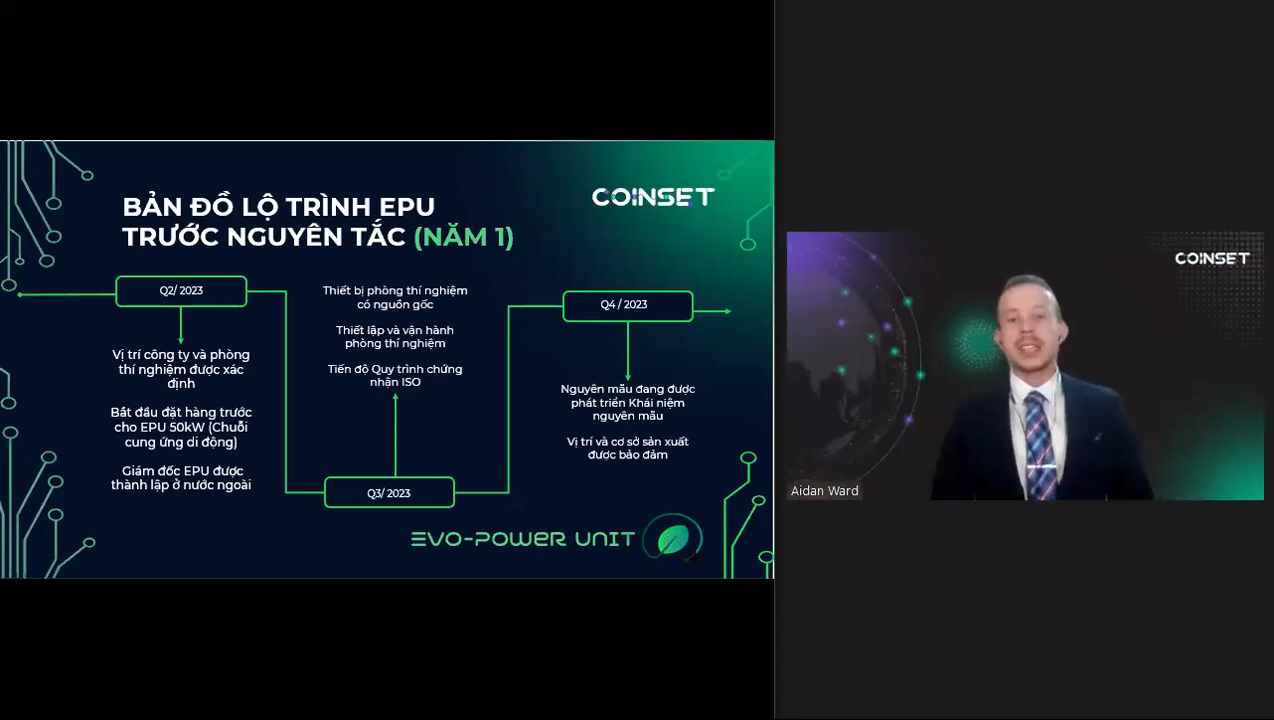 BẢN ĐỒ LỘ TRÌNH EPU
TRƯỚC NGUYÊN TẮC (NĂM 1)
COINSET
Q2/ 2023
Vị trí công ty và phòng
thí nghiệm được xác
định
Bắt đầu đặt hàng trước
cho EPU 50kW (Chuỗi
cung ứng di động)
Giám đốc EPU được
thành lập ở nước ngoài
Thiết bị phòng thí nghiệm
có nguồn gốc
Thiết lập và vận hành
phòng thí nghiệm
Tiến độ Quy trình chứng
nhận ISO
Q3/ 2023
Q4 / 2023
Nguyên mẫu đang được
phát triển Khái niệm
nguyên mẫu
Vị trí và cơ sở sản xuất
được bảo đảm
EVO-POWER UNIT
COINSET
Aidan Ward